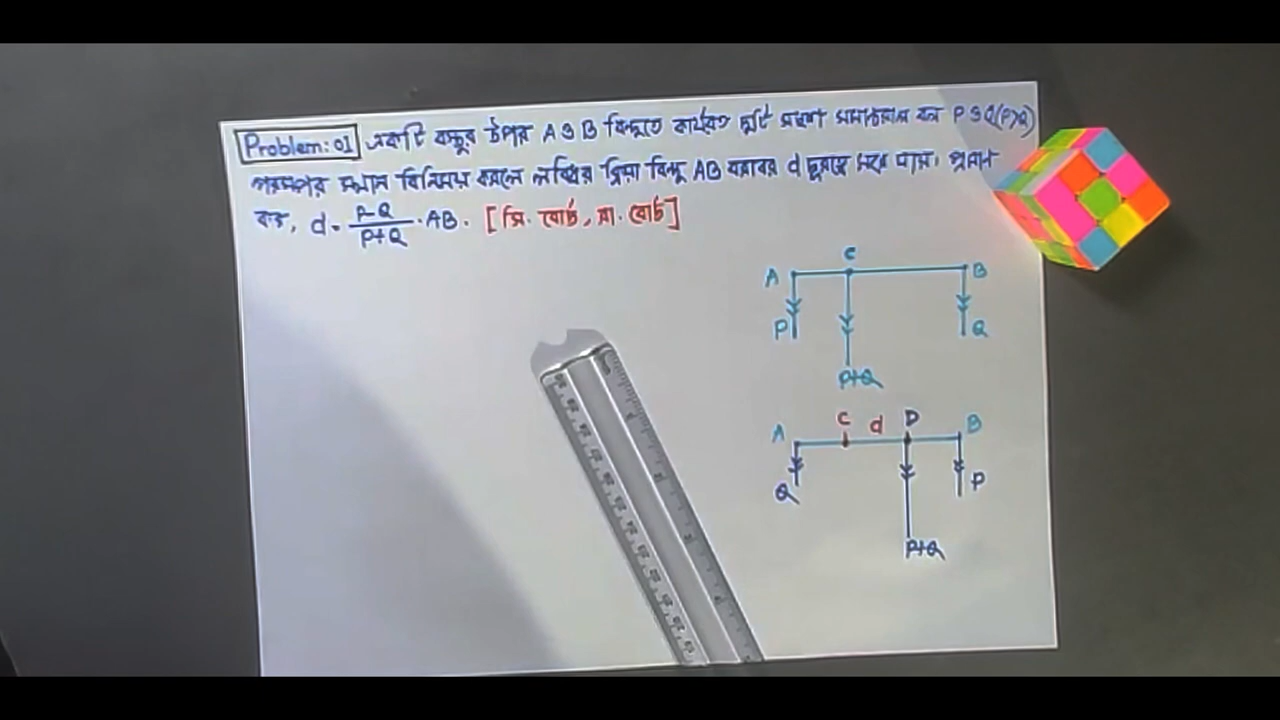 Problem: 01 একটি বস্তুর উপর A ও B বিন্দুতে কার্যরত দুটি সদৃশ সমান্তরাল বল P ও Q (P>Q)
পরস্পর স্থান বিনিময় করলে লব্ধির ক্রিয়া বিন্দু AB বরাবর d দূরত্বে সরে যায়। প্রমাণ
কর, d = P-Q/P+Q · AB. [সি. বোর্ড, রা. বোর্ড]
A C B
P Q
P+Q
A C d D B
Q P
P+Q